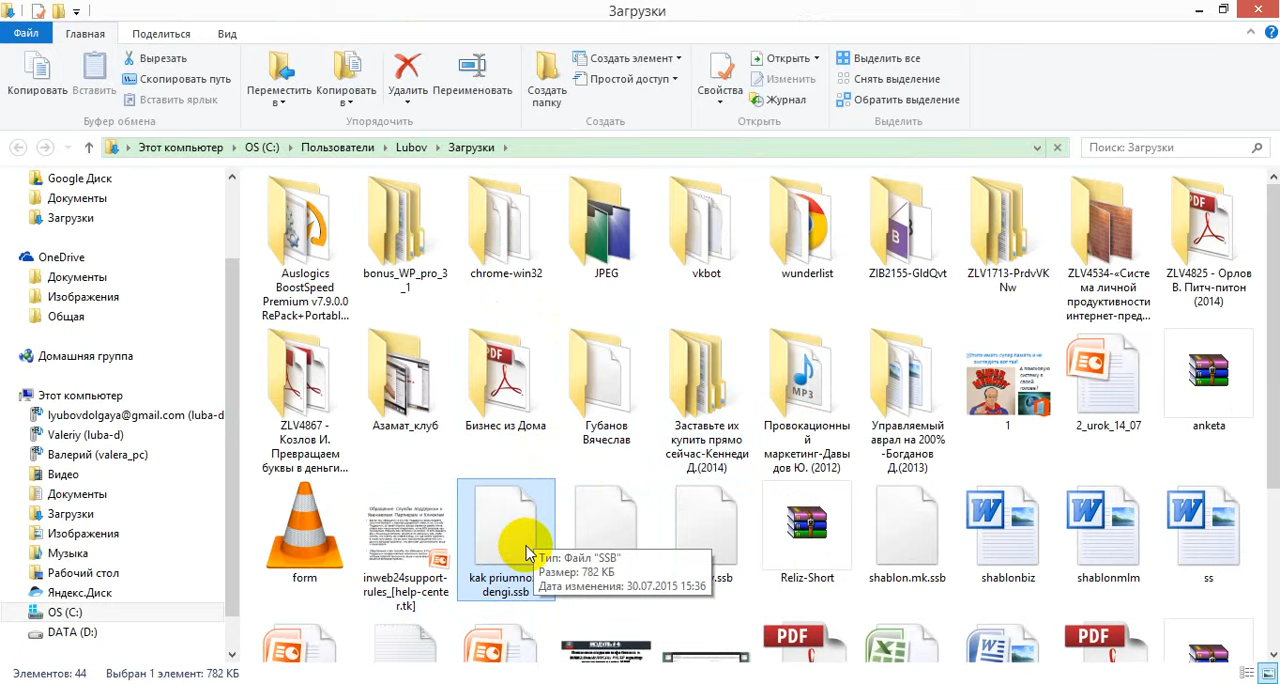 Загрузки
Файл
Главная
Поделиться
Вид
Копировать
Вставить
Вырезать
Скопировать путь
Вставить ярлык
Буфер обмена
Переместить в
Копировать в
Удалить
Переименовать
Упорядочить
Создать папку
Создать элемент
Простой доступ
Создать
Свойства
Открыть
Изменить
Журнал
Открыть
Выделить все
Снять выделение
Обратить выделение
Выделить
Этот компьютер
OS (C:)
Пользователи
Lubov
Загрузки
Поиск: Загрузки
Google Диск
Документы
Загрузки
OneDrive
Документы
Изображения
Общая
Домашняя группа
Этот компьютер
lyubovdolgaya@gmail.com (luba-d
Valeriy (luba-d)
Валерий (valera_pc)
Видео
Документы
Загрузки
Изображения
Музыка
Рабочий стол
Яндекс.Диск
OS (C:)
DATA (D:)
Auslogics
BoostSpeed
Premium v7.9.0.0
RePack+Portabl...
bonus_WP_pro_3
_1
chrome-win32
JPEG
vkbot
wunderlist
ZIB2155-GldQvt
ZLV1713-PrdvVK
Nw
ZLV4534-«Систе
ма личной
продуктивности
интернет-пред...
ZLV4825 - Орлов
В. Питч-питон
(2014)
ZLV4867 -
Козлов И.
Превращаем
буквы в деньги...
Азамат_клуб
Бизнес из Дома
Губанов
Вячеслав
Заставьте их
купить прямо
сейчас-Кеннеди
Д.(2014)
Провокационны
й
маркетинг-Давы
дов Ю. (2012)
Управляемый
аврал на 200%
-Богданов
Д.(2013)
1
2_urok_14_07
anketa
form
inweb24support-
rules_[help-cente
r.tk]
kak priumno
dengi.ssb
Тип: Файл "SSB"
Размер: 782 КБ
Дата изменения: 30.07.2015 15:36
Reliz-Short
shablon.mk.ssb
shablonbiz
shablonmlm
ss
Элементов: 44
Выбран 1 элемент: 782 КБ